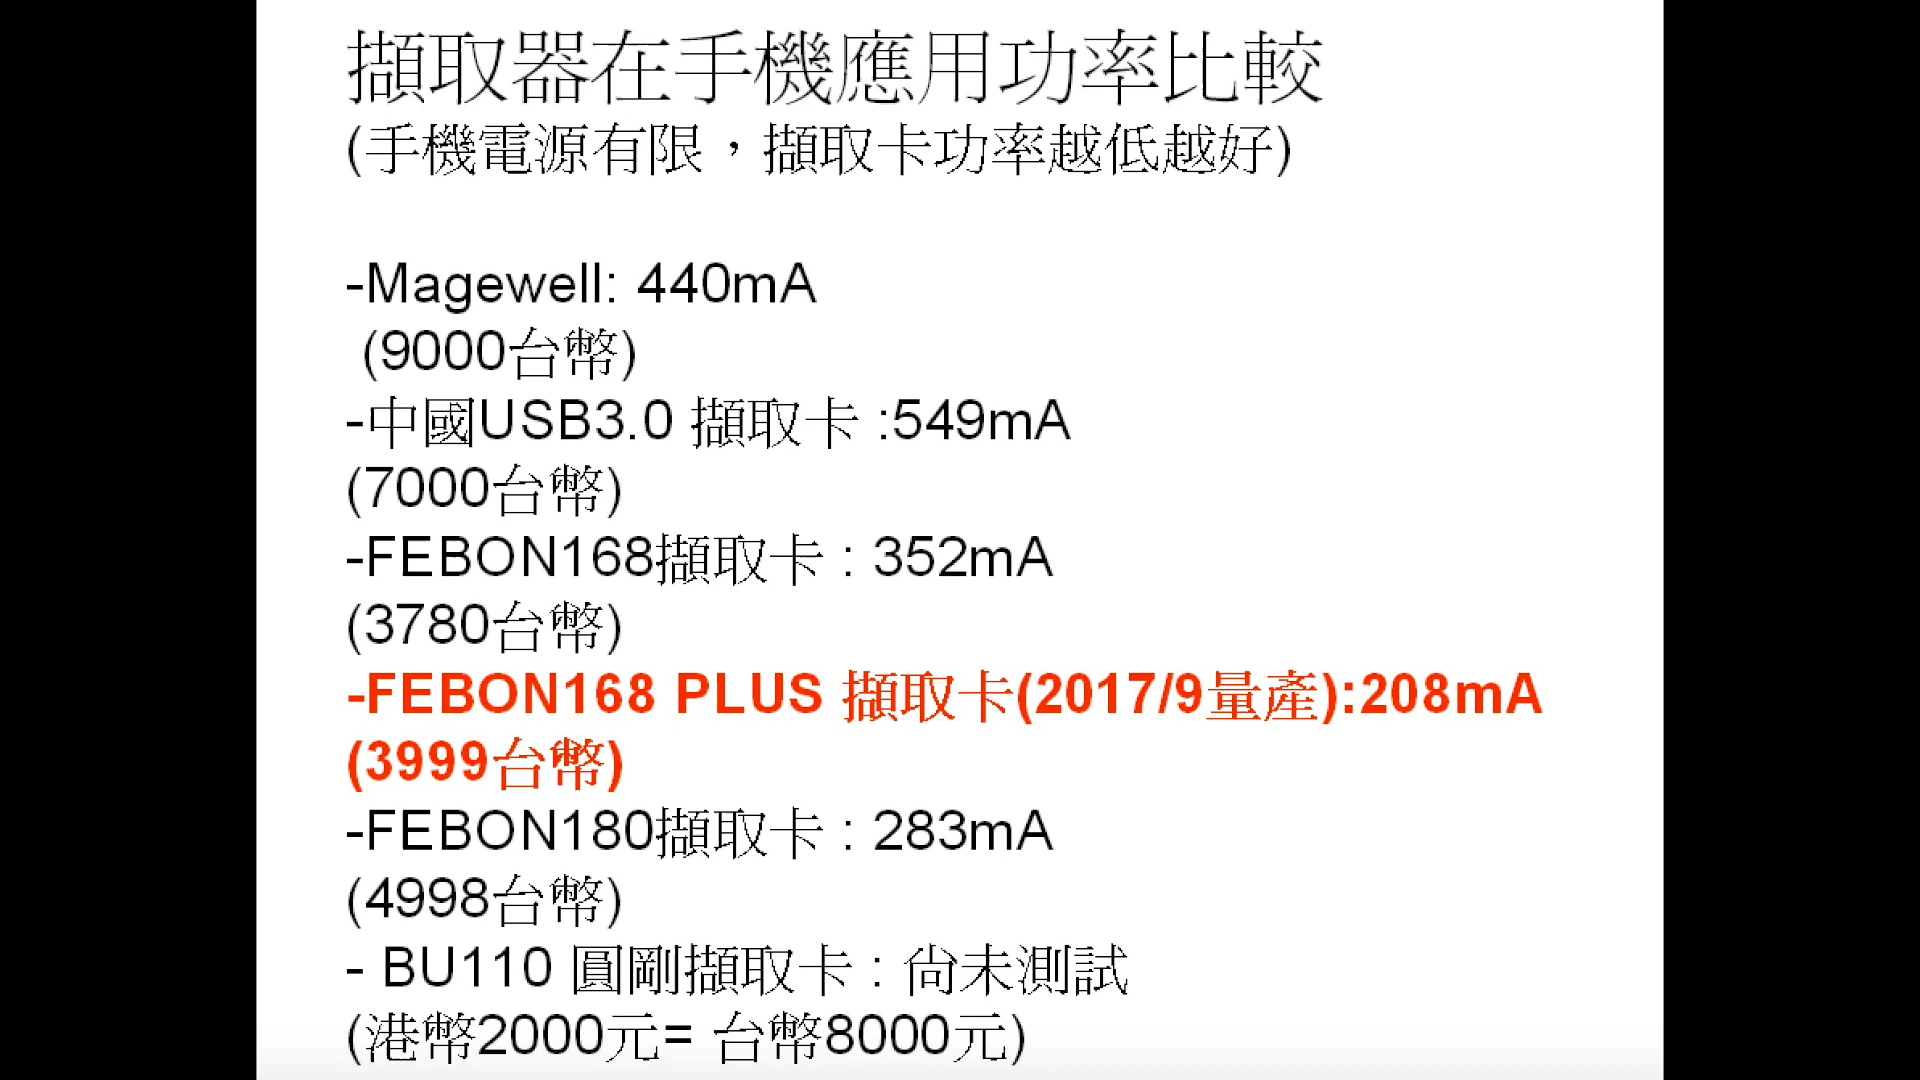 擷取器在手機應用功率比較
(手機電源有限，擷取卡功率越低越好)
-Magewell: 440mA
(9000台幣)
-中國USB3.0 擷取卡 :549mA
(7000台幣)
-FEBON168擷取卡 : 352mA
(3780台幣)
-FEBON168 PLUS 擷取卡(2017/9量產):208mA
(3999台幣)
-FEBON180擷取卡 : 283mA
(4998台幣)
- BU110 圓剛擷取卡 : 尙未測試
(港幣2000元= 台幣8000元)